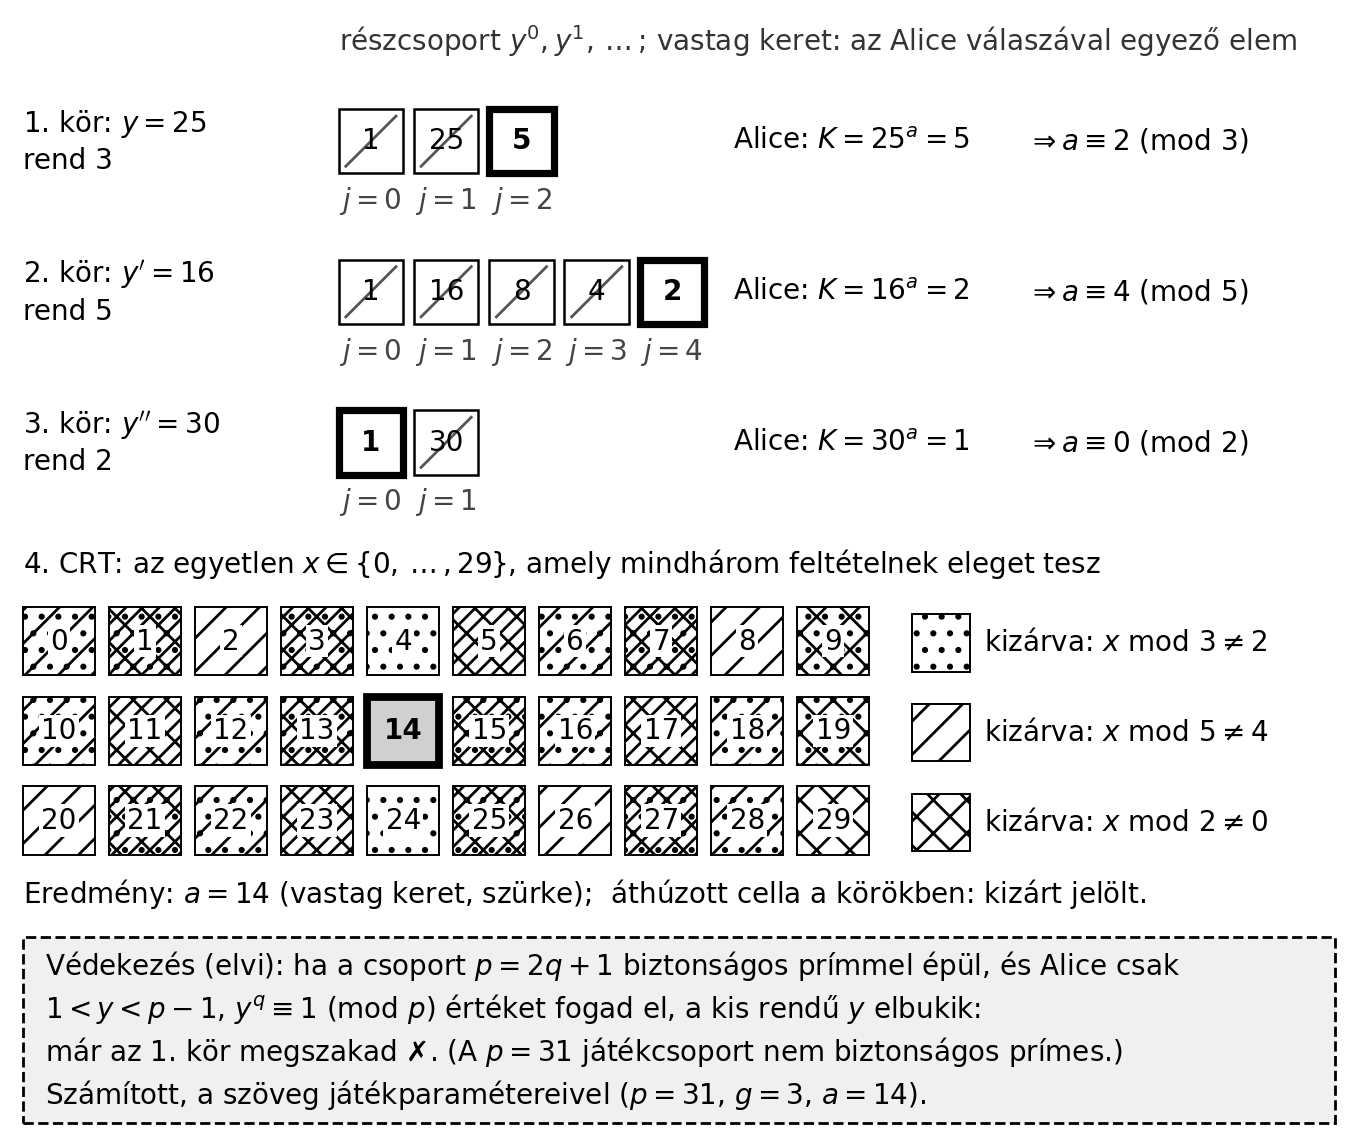 részcsoport y⁰, y¹, … ; vastag keret: az Alice válaszával egyező elem
1. kör: y = 25
rend 3
1 25 5
j = 0 j = 1 j = 2
Alice: K = 25ᵃ = 5 ⇒ a ≡ 2 (mod 3)
2. kör: y′ = 16
rend 5
1 16 8 4 2
j = 0 j = 1 j = 2 j = 3 j = 4
Alice: K = 16ᵃ = 2 ⇒ a ≡ 4 (mod 5)
3. kör: y″ = 30
rend 2
1 30
j = 0 j = 1
Alice: K = 30ᵃ = 1 ⇒ a ≡ 0 (mod 2)
4. CRT: az egyetlen x ∈ {0, … , 29}, amely mindhárom feltételnek eleget tesz
0 1 2 3 4 5 6 7 8 9 kizárva: x mod 3 ≠ 2
10 11 12 13 14 15 16 17 18 19 kizárva: x mod 5 ≠ 4
20 21 22 23 24 25 26 27 28 29 kizárva: x mod 2 ≠ 0
Eredmény: a = 14 (vastag keret, szürke); áthúzott cella a körökben: kizárt jelölt.
Védekezés (elvi): ha a csoport p = 2q + 1 biztonságos prímmel épül, és Alice csak
1 < y < p − 1, y^q ≡ 1 (mod p) értéket fogad el, a kis rendű y elbukik:
már az 1. kör megszakad ✗. (A p = 31 játékcsoport nem biztonságos prímes.)
Számított, a szöveg játékparamétereivel (p = 31, g = 3, a = 14).